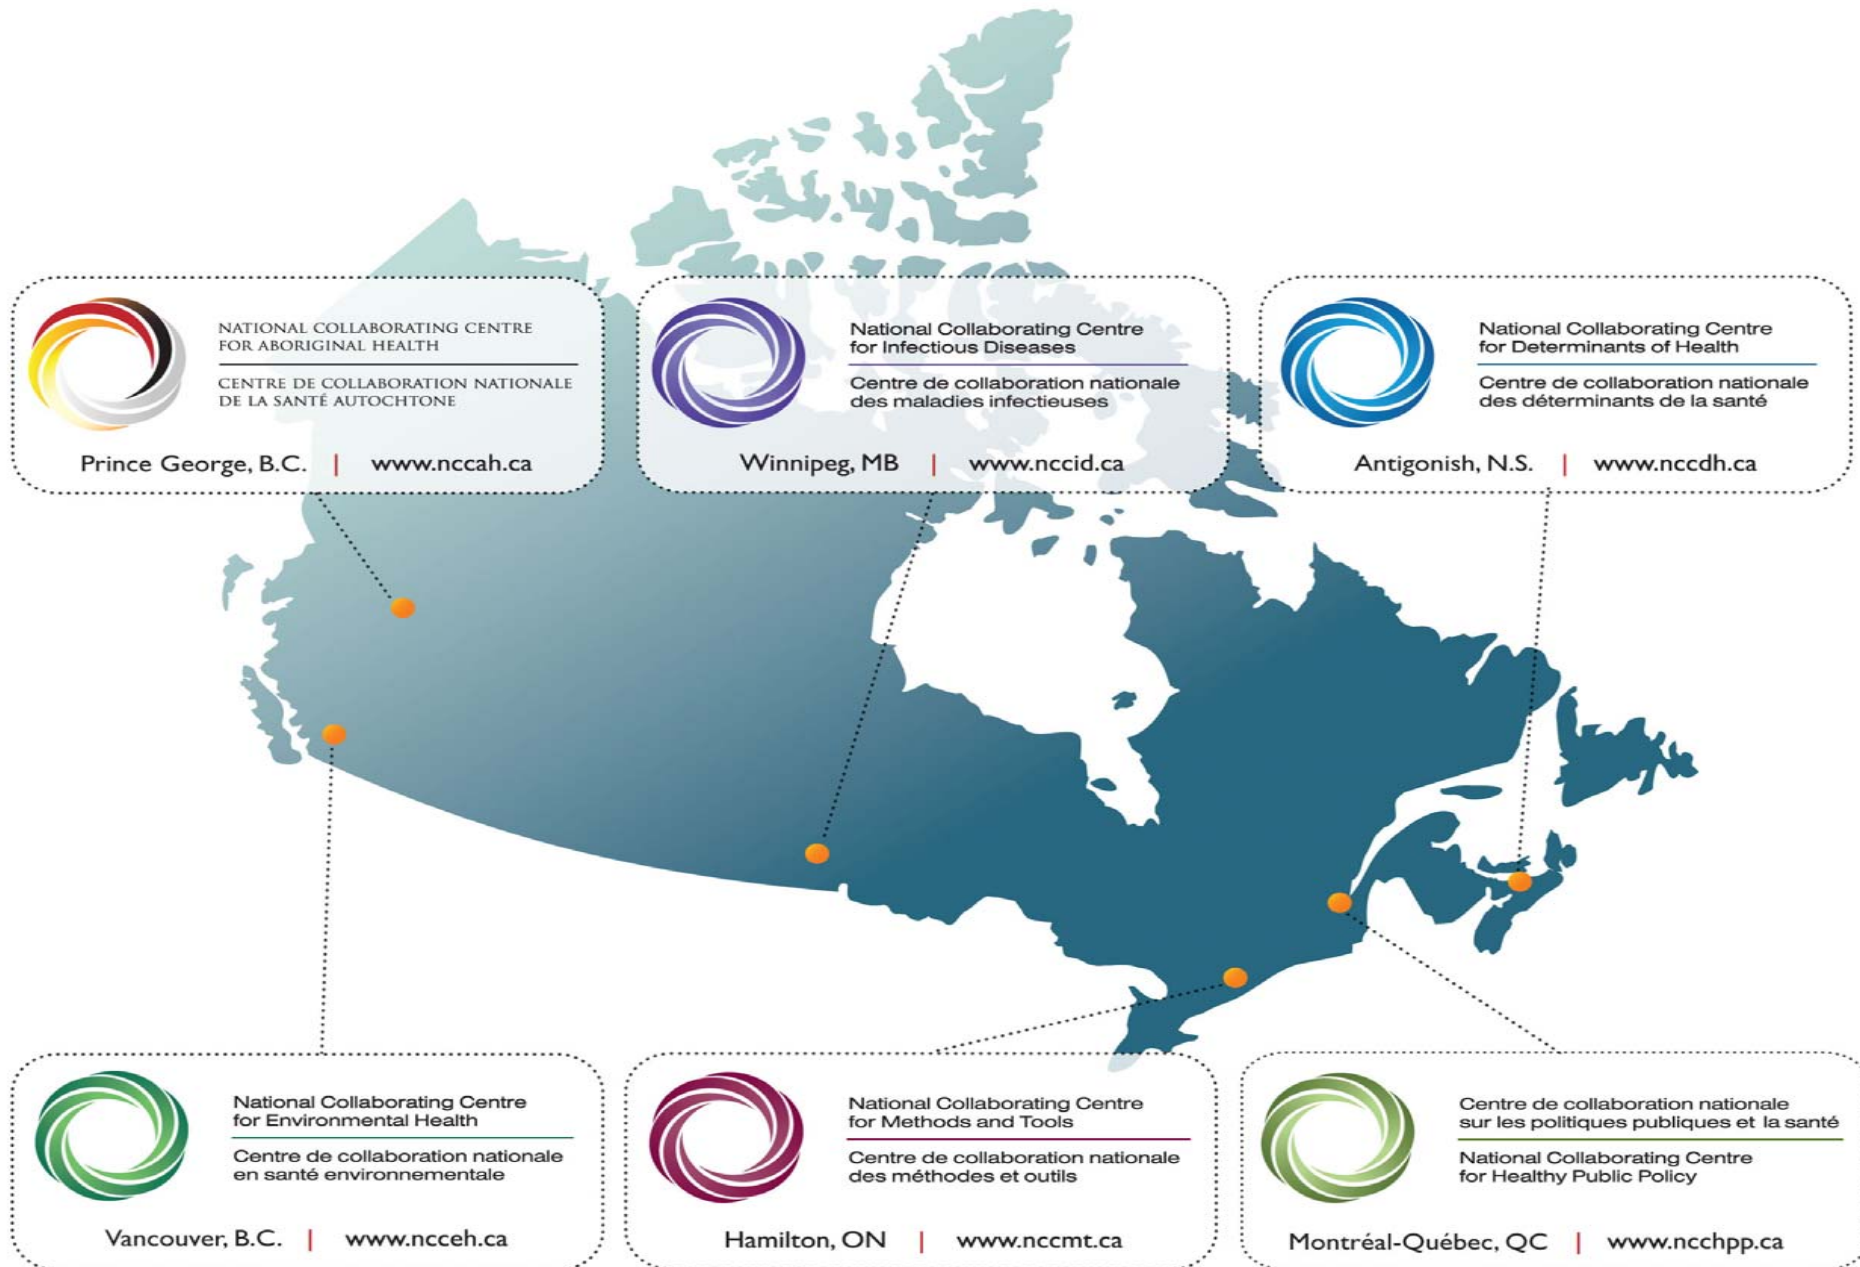 NATIONAL COLLABORATING CENTRE
FOR ABORIGINAL HEALTH
CENTRE DE COLLABORATION NATIONALE
DE LA SANTÉ AUTOCHTONE
Prince George, B.C. | www.nccah.ca
National Collaborating Centre
for Infectious Diseases
Centre de collaboration nationale
des maladies infectieuses
Winnipeg, MB | www.nccid.ca
National Collaborating Centre
for Determinants of Health
Centre de collaboration nationale
des déterminants de la santé
Antigonish, N.S. | www.nccdh.ca
National Collaborating Centre
for Environmental Health
Centre de collaboration nationale
en santé environnementale
Vancouver, B.C. | www.ncceh.ca
National Collaborating Centre
for Methods and Tools
Centre de collaboration nationale
des méthodes et outils
Hamilton, ON | www.nccmt.ca
Centre de collaboration nationale
sur les politiques publiques et la santé
National Collaborating Centre
for Healthy Public Policy
Montréal-Québec, QC | www.ncchpp.ca